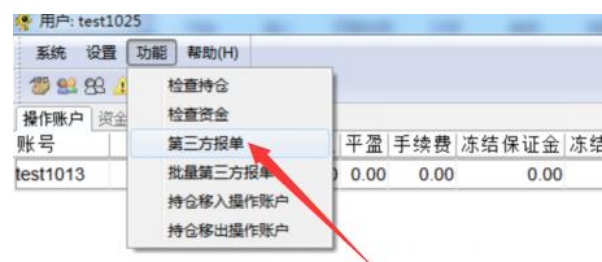 用户: test1025
系统 设置 功能 帮助(H)
检查持仓
检查资金
操作账户 资金
第三方报单
账号 平盈 手续费 冻结保证金 冻结
批量第三方报单
test1013 0.00 0.00 0.00
持仓移入操作账户
持仓移出操作账户